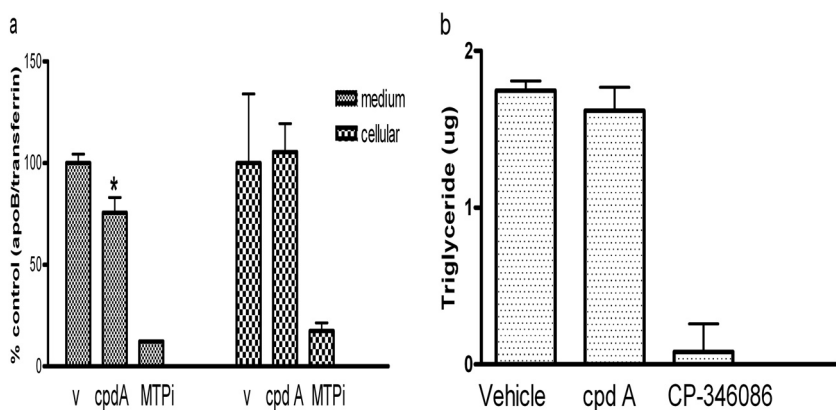 a
% control (apoB/transferrin)
150
100
50
0
*
medium
cellular
v cpdA MTPi v cpd A MTPi
b
Triglyceride (ug)
2
1
0
Vehicle cpd A CP-346086